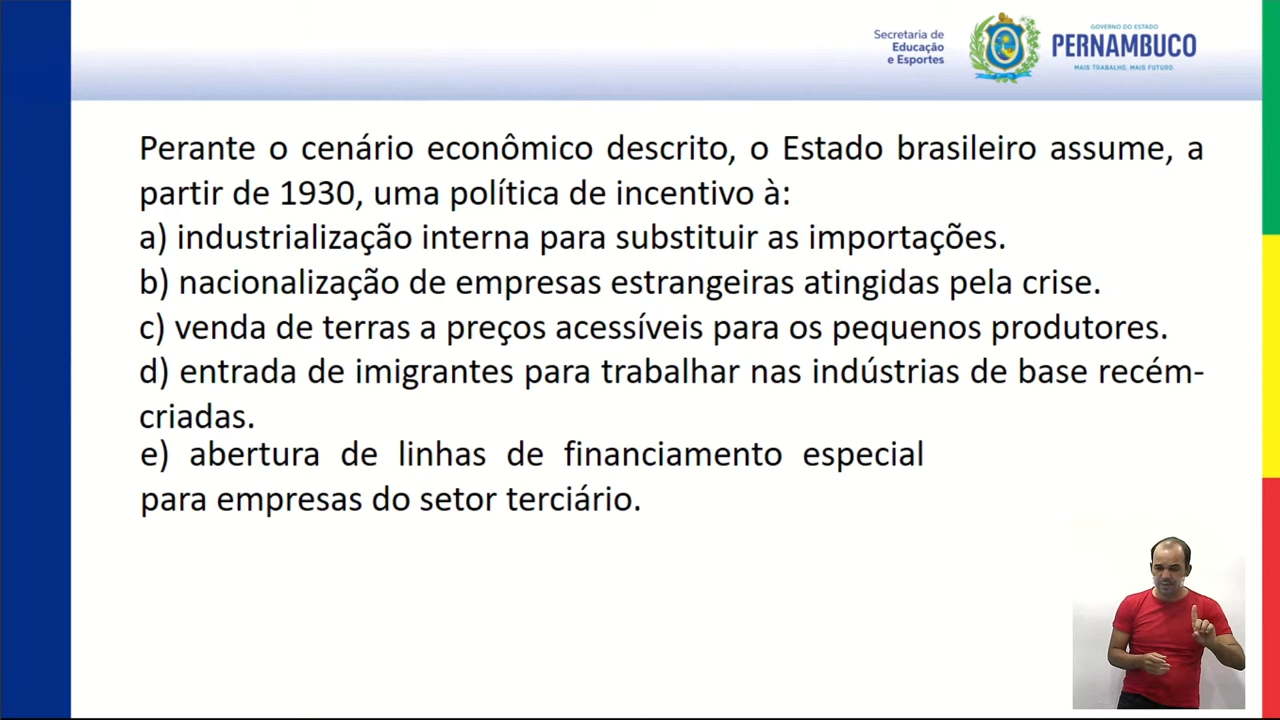 Secretaria de
Educação
e Esportes
GOVERNO DO ESTADO
PERNAMBUCO
MAIS TRABALHO, MAIS FUTURO.
Perante o cenário econômico descrito, o Estado brasileiro assume, a
partir de 1930, uma política de incentivo à:
a) industrialização interna para substituir as importações.
b) nacionalização de empresas estrangeiras atingidas pela crise.
c) venda de terras a preços acessíveis para os pequenos produtores.
d) entrada de imigrantes para trabalhar nas indústrias de base recém-
criadas.
e) abertura de linhas de financiamento especial
para empresas do setor terciário.